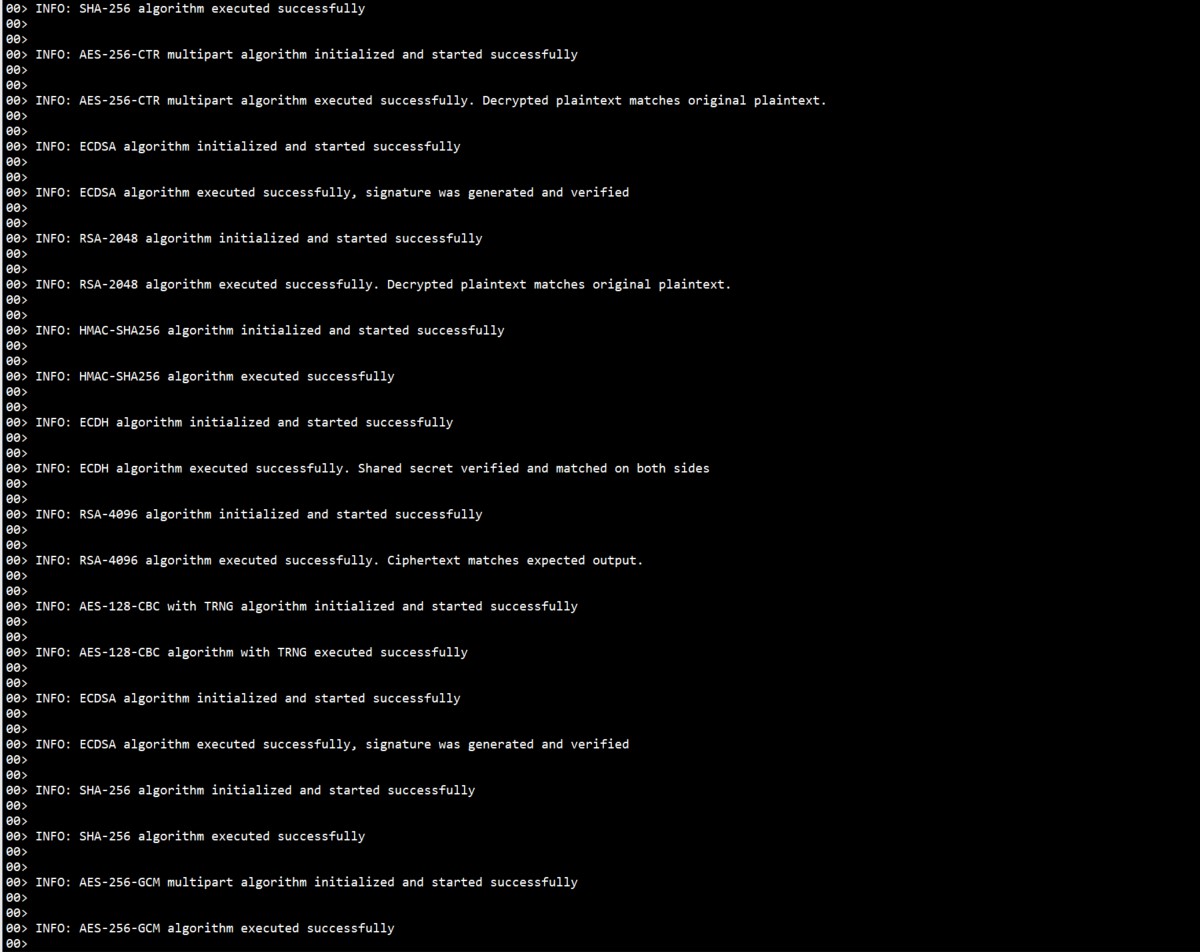 00> INFO: SHA-256 algorithm executed successfully
00>
00>
00> INFO: AES-256-CTR multipart algorithm initialized and started successfully
00>
00>
00> INFO: AES-256-CTR multipart algorithm executed successfully. Decrypted plaintext matches original plaintext.
00>
00>
00> INFO: ECDSA algorithm initialized and started successfully
00>
00>
00> INFO: ECDSA algorithm executed successfully, signature was generated and verified
00>
00>
00> INFO: RSA-2048 algorithm initialized and started successfully
00>
00>
00> INFO: RSA-2048 algorithm executed successfully. Decrypted plaintext matches original plaintext.
00>
00>
00> INFO: HMAC-SHA256 algorithm initialized and started successfully
00>
00>
00> INFO: HMAC-SHA256 algorithm executed successfully
00>
00>
00> INFO: ECDH algorithm initialized and started successfully
00>
00>
00> INFO: ECDH algorithm executed successfully. Shared secret verified and matched on both sides
00>
00>
00> INFO: RSA-4096 algorithm initialized and started successfully
00>
00>
00> INFO: RSA-4096 algorithm executed successfully. Ciphertext matches expected output.
00>
00>
00> INFO: AES-128-CBC with TRNG algorithm initialized and started successfully
00>
00>
00> INFO: AES-128-CBC algorithm with TRNG executed successfully
00>
00>
00> INFO: ECDSA algorithm initialized and started successfully
00>
00>
00> INFO: ECDSA algorithm executed successfully, signature was generated and verified
00>
00>
00> INFO: SHA-256 algorithm initialized and started successfully
00>
00>
00> INFO: SHA-256 algorithm executed successfully
00>
00>
00> INFO: AES-256-GCM multipart algorithm initialized and started successfully
00>
00>
00> INFO: AES-256-GCM algorithm executed successfully
00>